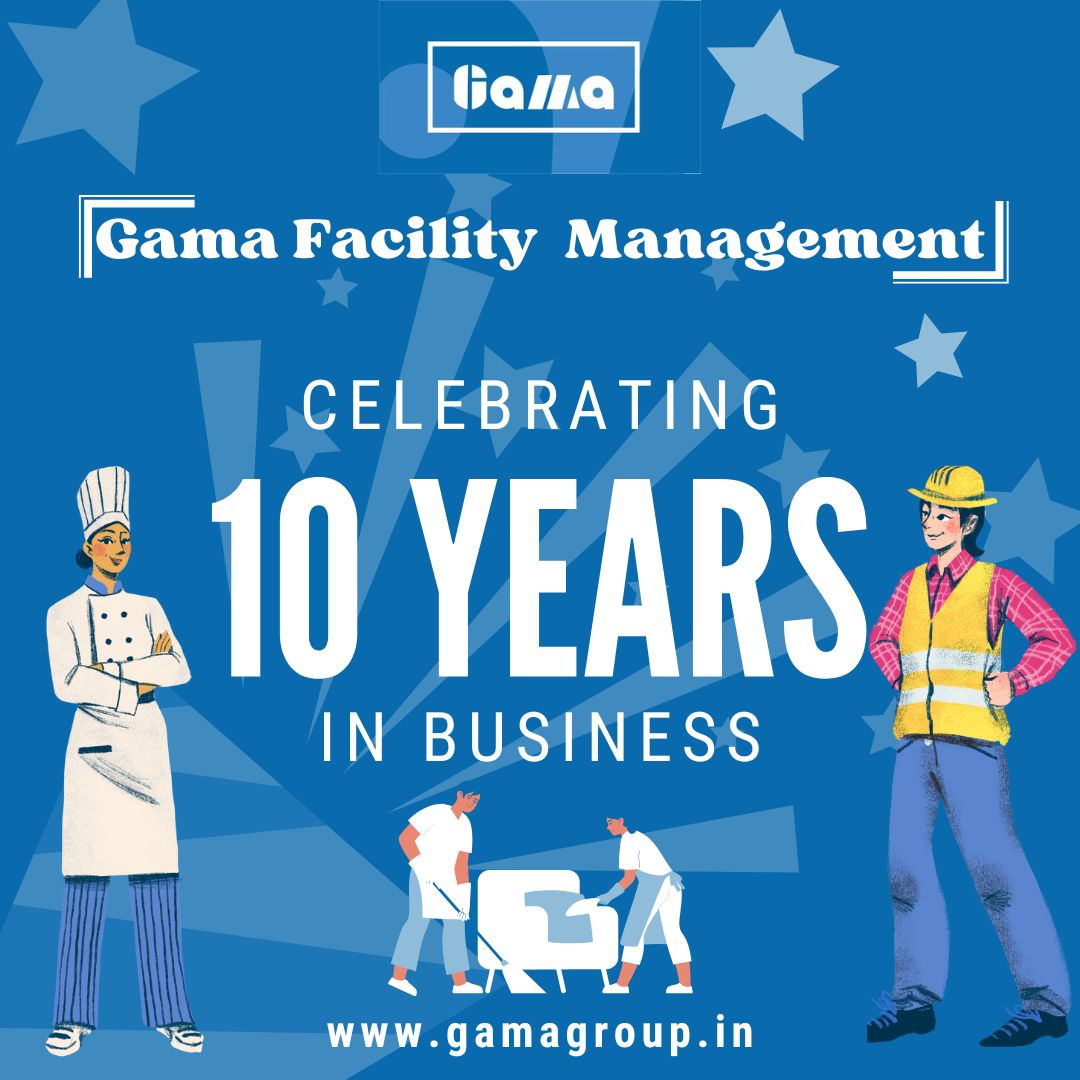 Gama
Gama Facility Management
CELEBRATING
10 YEARS
IN BUSINESS
www.gamagroup.in